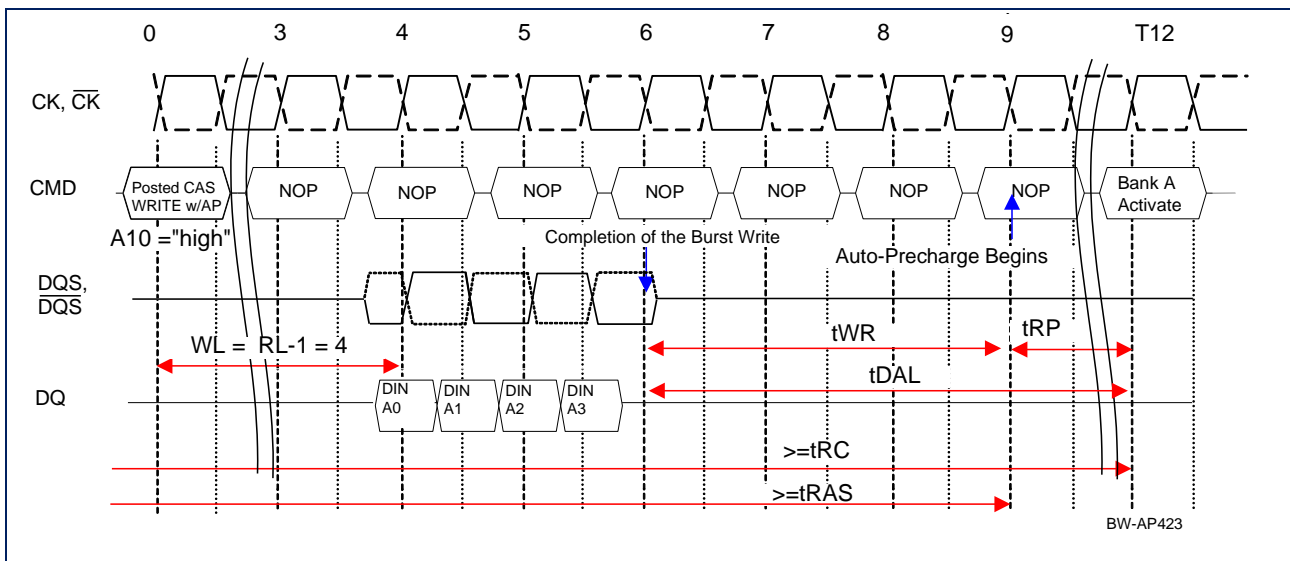 0 3 4 5 6 7 8 9 T12
CK, CK
CMD
Posted CAS
WRITE w/AP
NOP NOP NOP NOP NOP NOP NOP
Bank A
Activate
A10 ="high"
Completion of the Burst Write
Auto-Precharge Begins
DQS,
DQS
WL = RL-1 = 4
tWR
tRP
tDAL
DQ
DIN
A0
DIN
A1
DIN
A2
DIN
A3
>=tRC
>=tRAS
BW-AP423